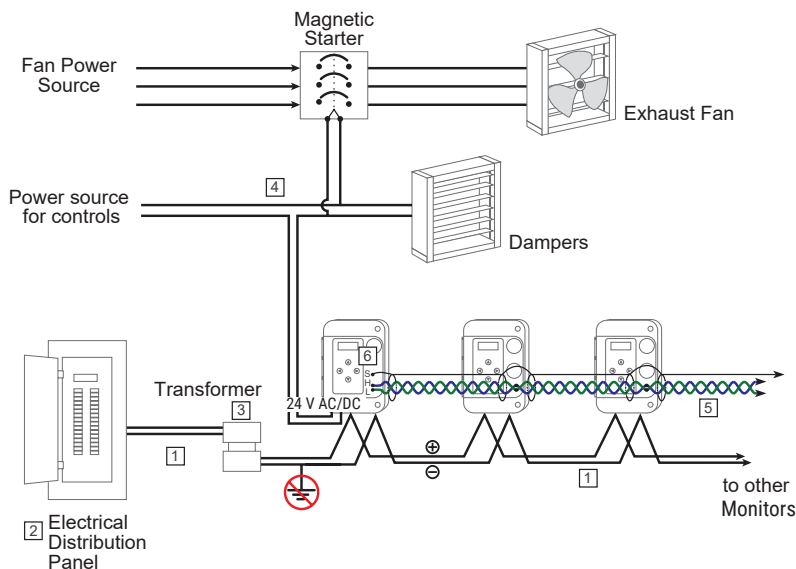 Magnetic
Starter
Fan Power
Source
Exhaust Fan
4
Power source
for controls
Dampers
6
S
H
L
Transformer
3
24 V AC/DC
5
1
⊕
⊖
1
to other
Monitors
2 Electrical
Distribution
Panel